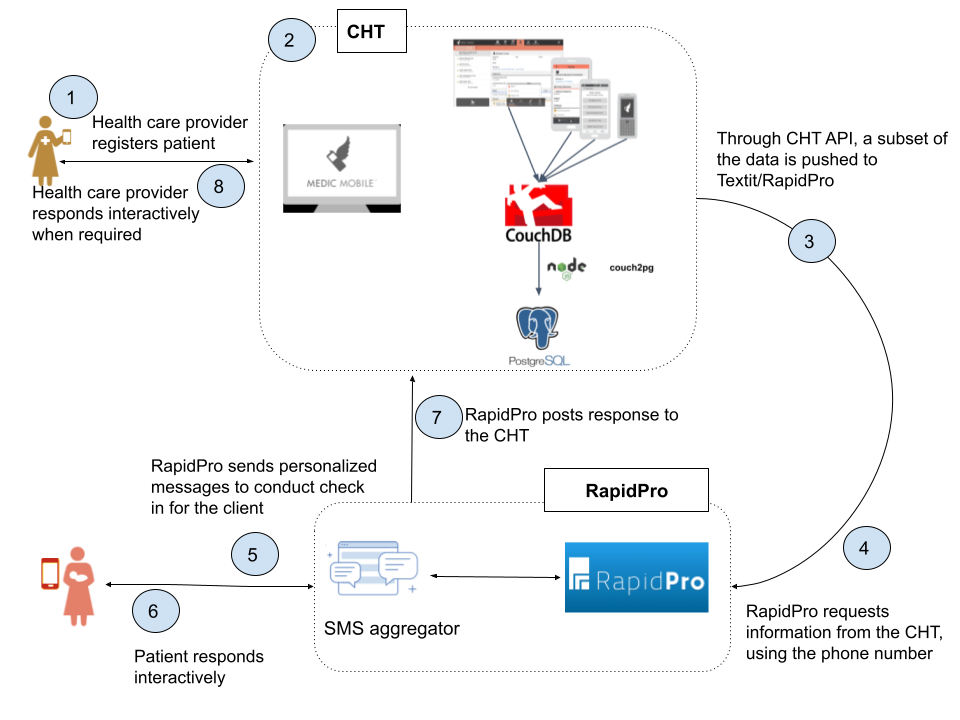 2
CHT
1
Health care provider
registers patient
8
Health care provider
responds interactively
when required
MEDIC MOBILE
CouchDB
node
JS
couch2pg
PostgreSQL
Through CHT API, a subset of
the data is pushed to
Textit/RapidPro
3
7
RapidPro posts response to
the CHT
RapidPro sends personalized
messages to conduct check
in for the client
RapidPro
5
4
RapidPro
6
SMS aggregator
Patient responds
interactively
RapidPro requests
information from the CHT,
using the phone number